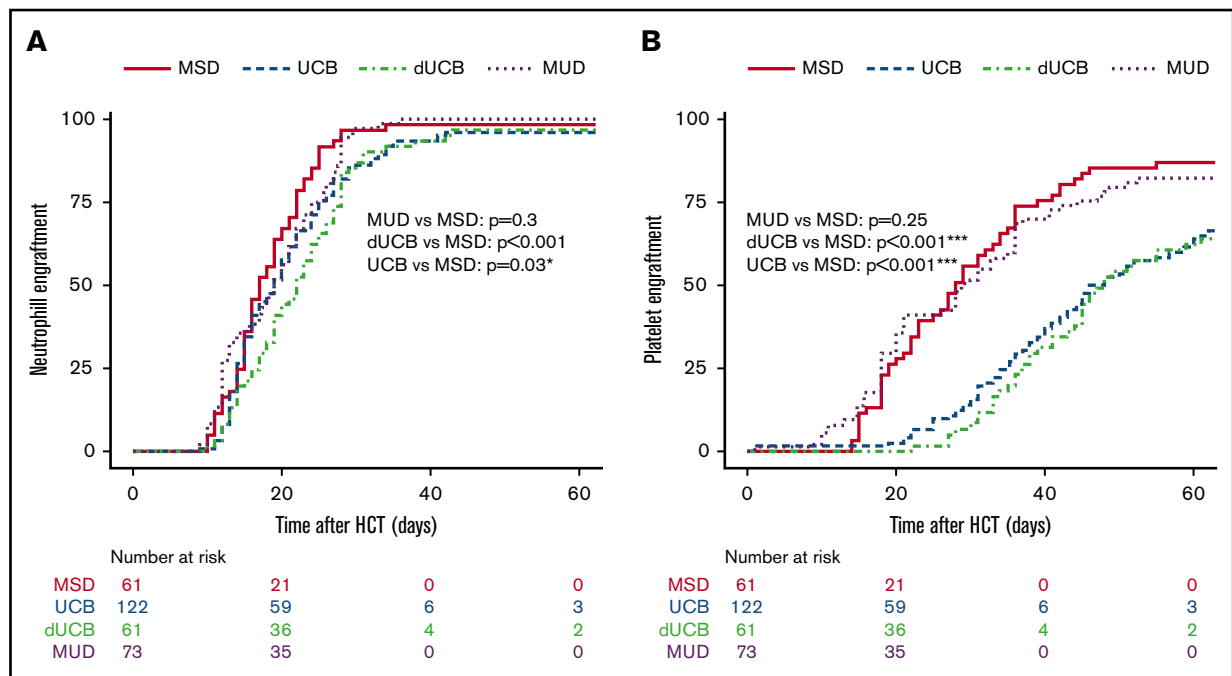 A
MSD UCB dUCB MUD
100
75
50
25
0
Neutrophill engraftment
MUD vs MSD: p=0.3
dUCB vs MSD: p<0.001
UCB vs MSD: p=0.03*
0 20 40 60
Time after HCT (days)
Number at risk
MSD 61 21 0 0
UCB 122 59 6 3
dUCB 61 36 4 2
MUD 73 35 0 0
B
MSD UCB dUCB MUD
100
75
50
25
0
Platelet engraftment
MUD vs MSD: p=0.25
dUCB vs MSD: p<0.001***
UCB vs MSD: p<0.001***
0 20 40 60
Time after HCT (days)
Number at risk
MSD 61 21 0 0
UCB 122 59 6 3
dUCB 61 36 4 2
MUD 73 35 0 0